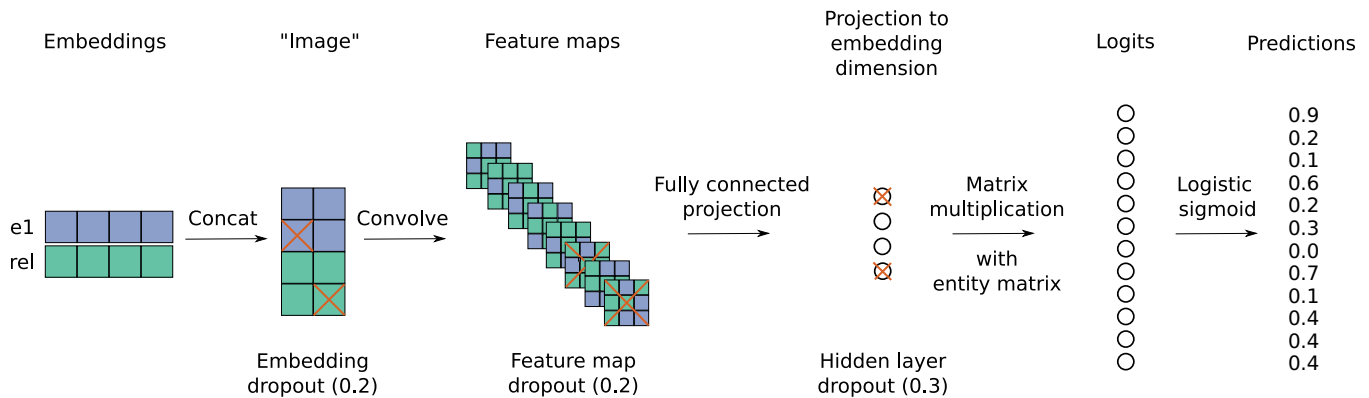 Embeddings
"Image"
Feature maps
Projection to
embedding
dimension
Logits
Predictions
e1
rel
Concat
Convolve
Fully connected
projection
Matrix
multiplication
with
entity matrix
Logistic
sigmoid
0.9
0.2
0.1
0.6
0.2
0.3
0.0
0.7
0.1
0.4
0.4
0.4
Embedding
dropout (0.2)
Feature map
dropout (0.2)
Hidden layer
dropout (0.3)